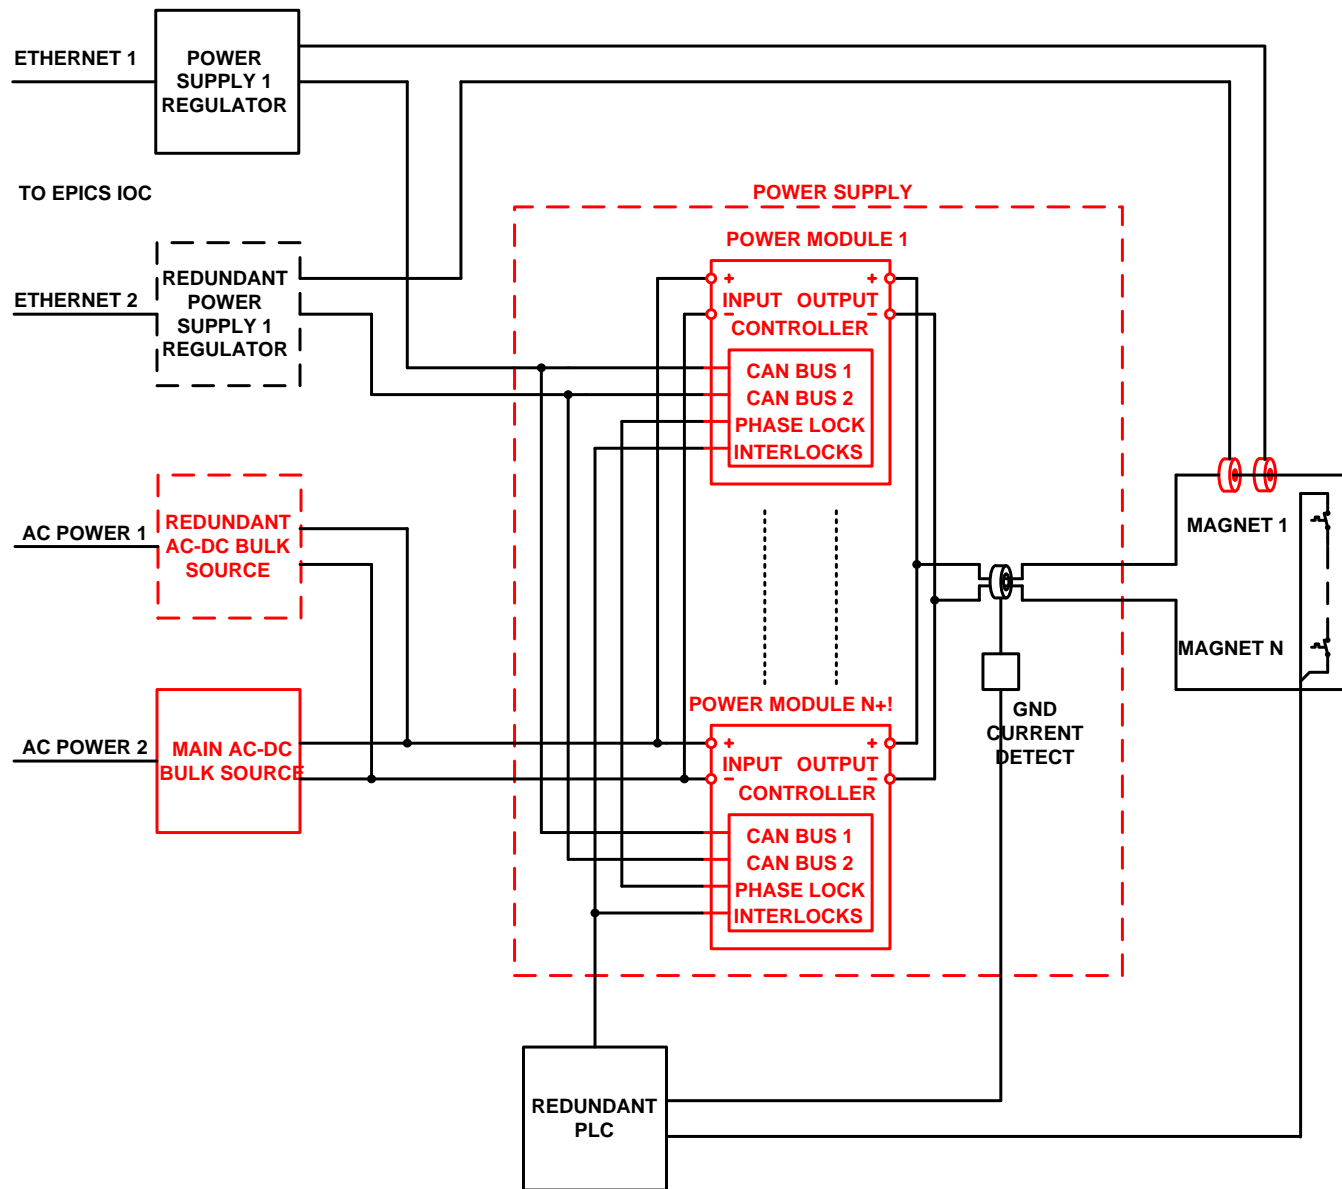 ETHERNET 1
POWER
SUPPLY 1
REGULATOR
TO EPICS IOC
ETHERNET 2
REDUNDANT
POWER
SUPPLY 1
REGULATOR
AC POWER 1
REDUNDANT
AC-DC BULK
SOURCE
AC POWER 2
MAIN AC-DC
BULK SOURCE
POWER SUPPLY
POWER MODULE 1
+ +
INPUT OUTPUT
− −
CONTROLLER
CAN BUS 1
CAN BUS 2
PHASE LOCK
INTERLOCKS
POWER MODULE N+!
+ +
INPUT OUTPUT
− −
CONTROLLER
CAN BUS 1
CAN BUS 2
PHASE LOCK
INTERLOCKS
GND
CURRENT
DETECT
MAGNET 1
MAGNET N
REDUNDANT
PLC